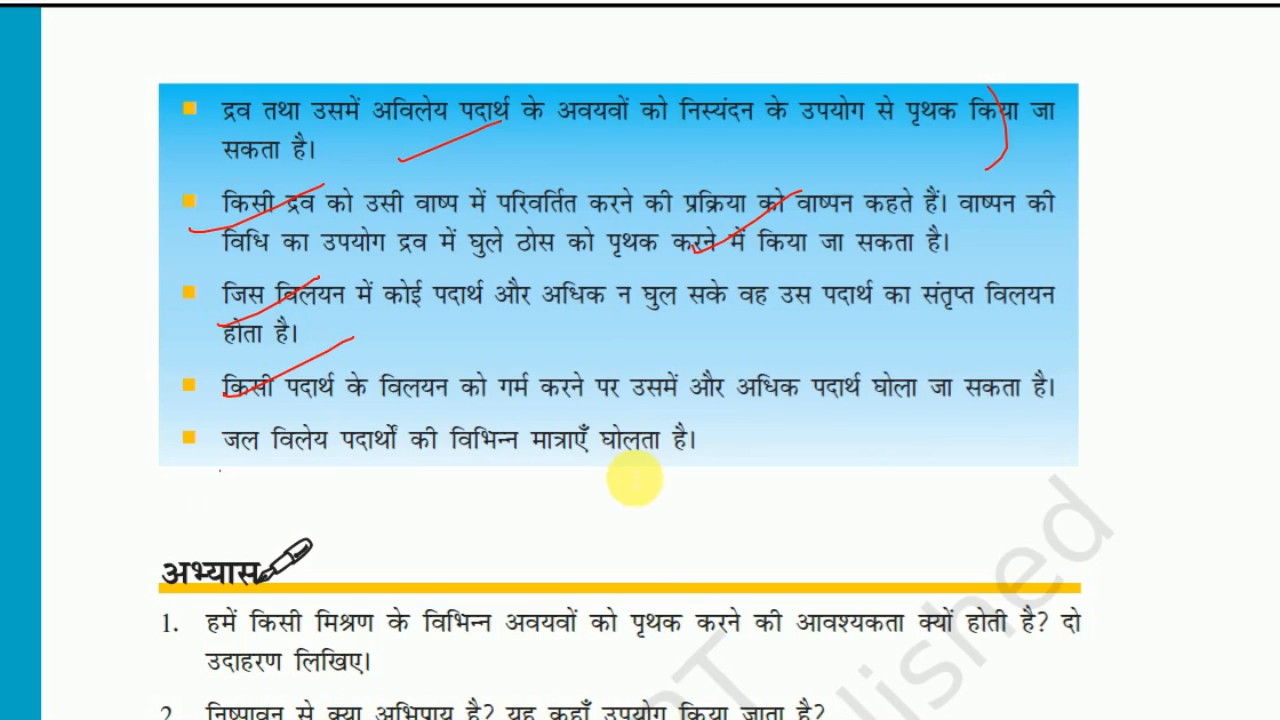 द्रव तथा उसमें अविलेय पदार्थ के अवयवों को निस्यंदन के उपयोग से पृथक किया जा
सकता है।
किसी द्रव को उसी वाष्प में परिवर्तित करने की प्रक्रिया को वाष्पन कहते हैं। वाष्पन की
विधि का उपयोग द्रव में घुले ठोस को पृथक करने में किया जा सकता है।
जिस विलयन में कोई पदार्थ और अधिक न घुल सके वह उस पदार्थ का संतृप्त विलयन
होता है।
किसी पदार्थ के विलयन को गर्म करने पर उसमें और अधिक पदार्थ घोला जा सकता है।
जल विलेय पदार्थों की विभिन्न मात्राएँ घोलता है।
अभ्यास
1. हमें किसी मिश्रण के विभिन्न अवयवों को पृथक करने की आवश्यकता क्यों होती है? दो
उदाहरण लिखिए।
2. निष्पावन से क्या अभिप्राय है? यह कहाँ उपयोग किया जाता है?